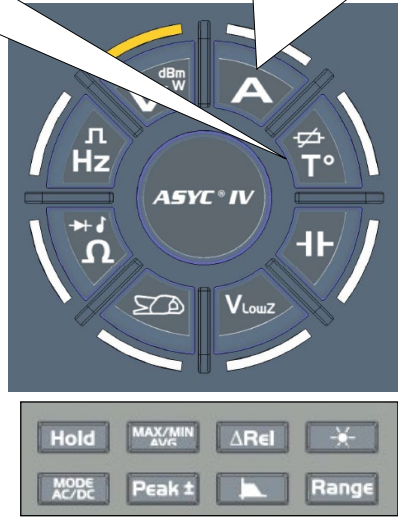 dBm
V W
A
Hz
T°
ASYC® IV
Ω
VLowZ
Hold
MAX/MIN
AVG
ΔRel
MODE
AC/DC
Peak ±
Range